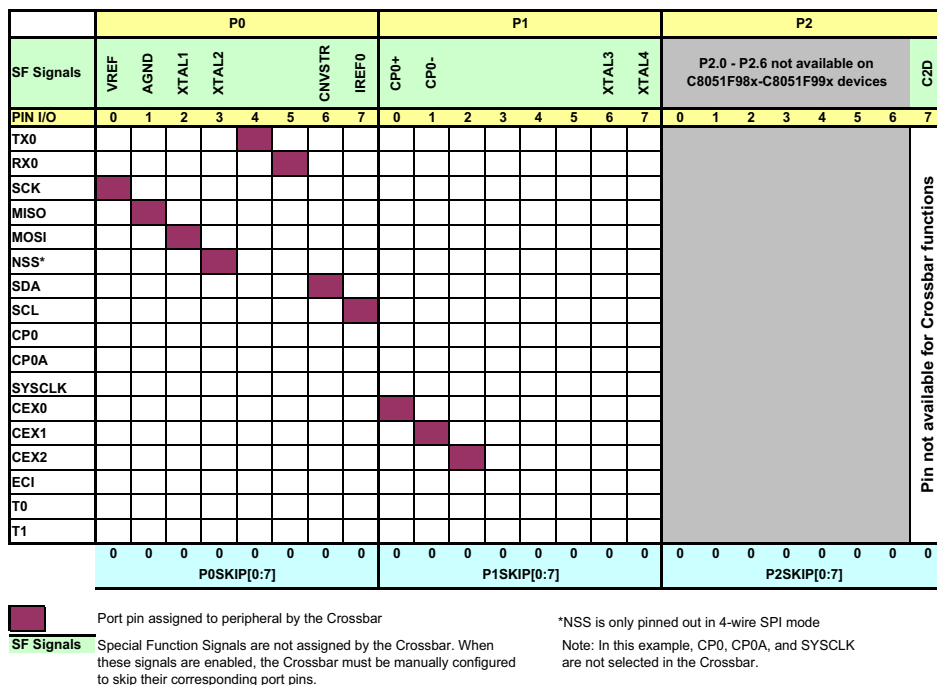 P0 P1 P2
SF Signals VREF AGND XTAL1 XTAL2 CNVSTR IREF0 CP0+ CP0- XTAL3 XTAL4 P2.0 - P2.6 not available on C2D
C8051F98x-C8051F99x devices
PIN I/O 0 1 2 3 4 5 6 7 0 1 2 3 4 5 6 7 0 1 2 3 4 5 6 7
TX0
RX0
SCK
MISO
MOSI
NSS*
SDA
SCL
CP0
CP0A
SYSCLK
CEX0
CEX1
CEX2
ECI
T0
T1
Pin not available for Crossbar functions
0 0 0 0 0 0 0 0 0 0 0 0 0 0 0 0 0 0 0 0 0 0 0 0
P0SKIP[0:7] P1SKIP[0:7] P2SKIP[0:7]
Port pin assigned to peripheral by the Crossbar
SF Signals Special Function Signals are not assigned by the Crossbar. When
these signals are enabled, the Crossbar must be manually configured
to skip their corresponding port pins.
*NSS is only pinned out in 4-wire SPI mode
Note: In this example, CP0, CP0A, and SYSCLK
are not selected in the Crossbar.